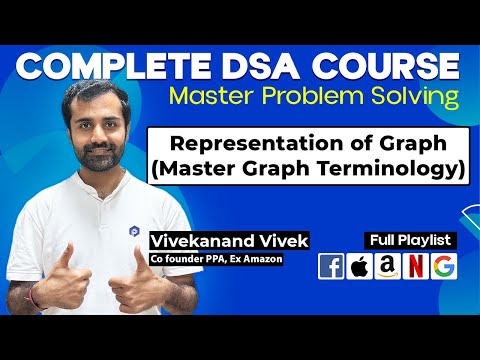 COMPLETE DSA COURSE
Master Problem Solving
Representation of Graph
(Master Graph Terminology)
Vivekanand Vivek
Co founder PPA, Ex Amazon
Full Playlist